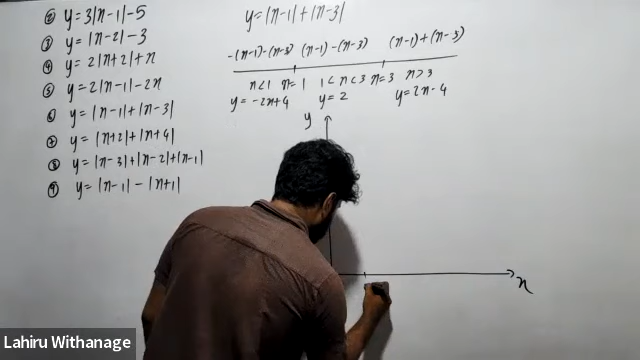 ② y = 3|x-1| - 5
③ y = |x-2| - 3
④ y = 2|x+2| + x
⑤ y = 2|x-1| - 2x
⑥ y = |x-1| + |x-3|
⑦ y = |x+2| + |x+4|
⑧ y = |x-3| + |x-2| + |x-1|
⑨ y = |x-1| - |x+1|
y = |x-1| + |x-3|
-(x-1)-(x-3) (x-1)-(x-3) (x-1)+(x-3)
x<1 x=1 1<x<3 x=3 x>3
y=-2x+4 y=2 y=2x-4
y
x
Lahiru Withanage